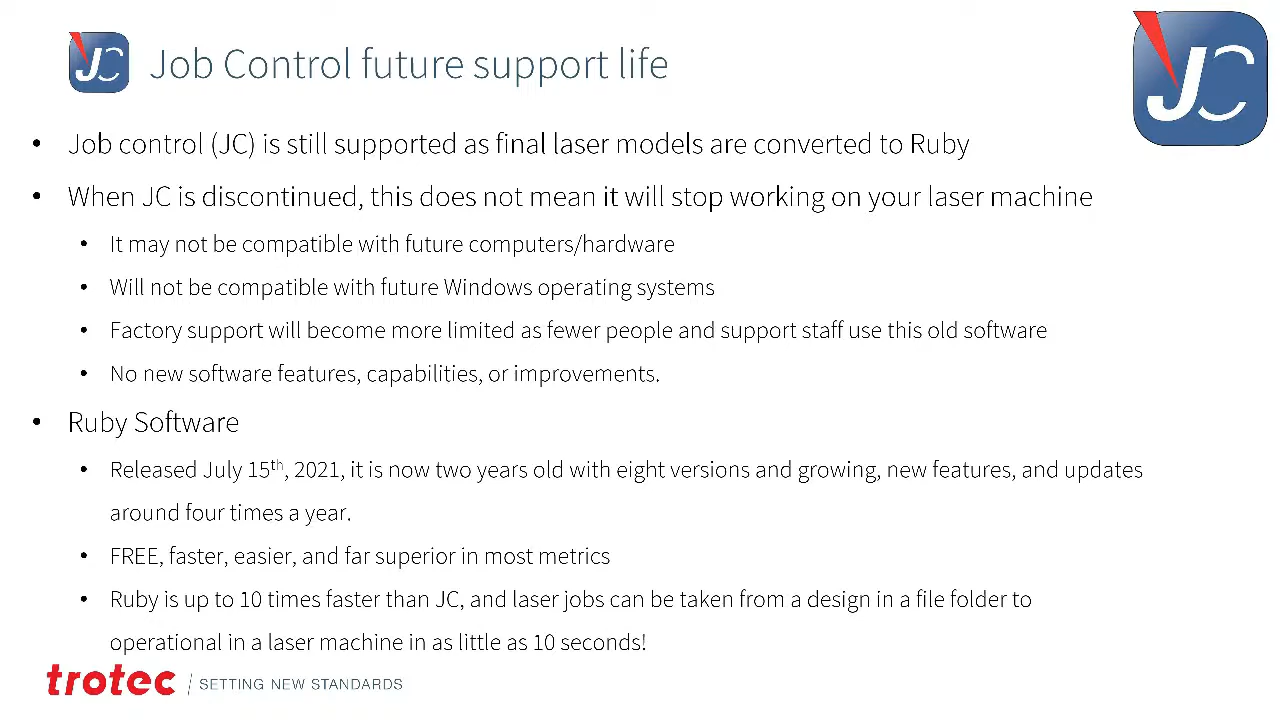 JC Job Control future support life
JC
• Job control (JC) is still supported as final laser models are converted to Ruby
• When JC is discontinued, this does not mean it will stop working on your laser machine
• It may not be compatible with future computers/hardware
• Will not be compatible with future Windows operating systems
• Factory support will become more limited as fewer people and support staff use this old software
• No new software features, capabilities, or improvements.
• Ruby Software
• Released July 15th, 2021, it is now two years old with eight versions and growing, new features, and updates
around four times a year.
• FREE, faster, easier, and far superior in most metrics
• Ruby is up to 10 times faster than JC, and laser jobs can be taken from a design in a file folder to
operational in a laser machine in as little as 10 seconds!
trotec / SETTING NEW STANDARDS